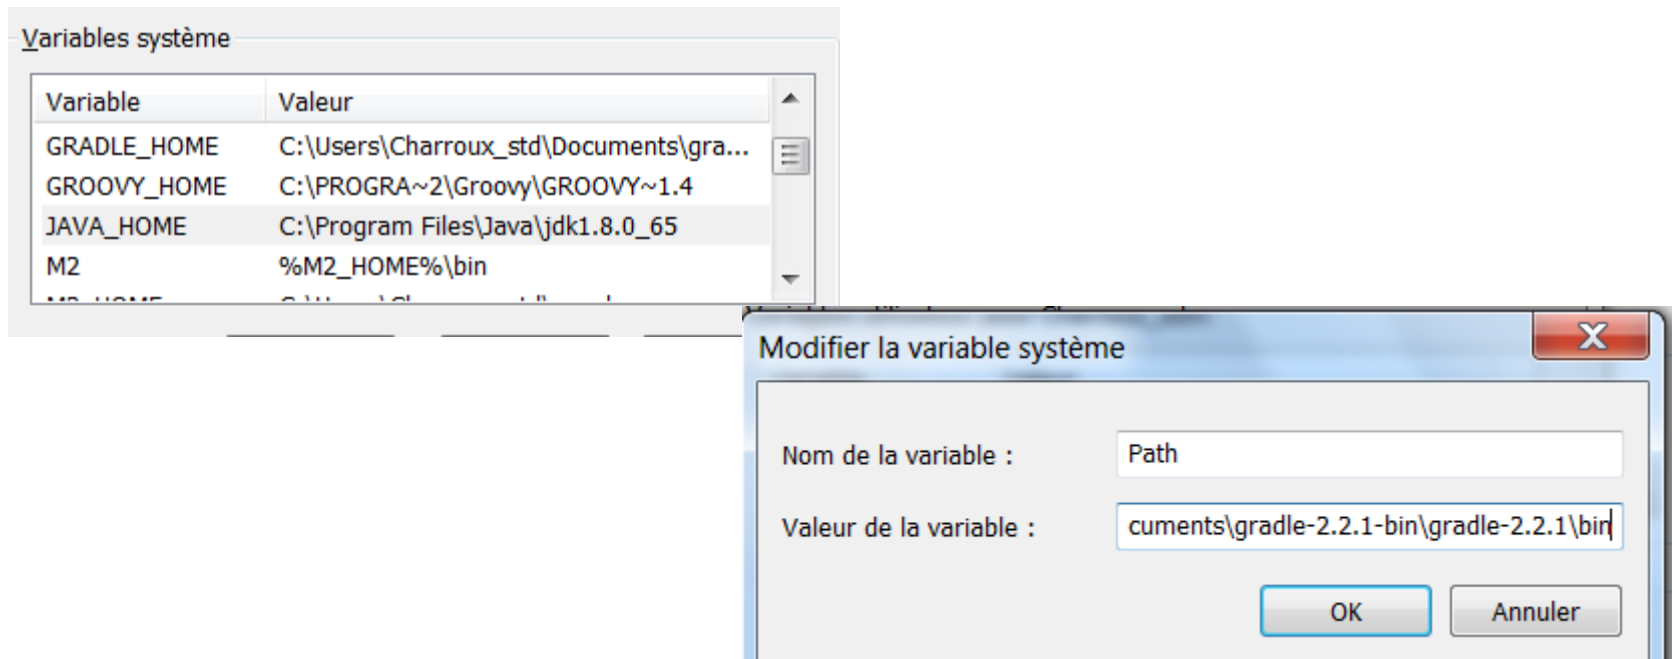 Variables système
Variable Valeur
GRADLE_HOME C:\Users\Charroux_std\Documents\gra...
GROOVY_HOME C:\PROGRA~2\Groovy\GROOVY~1.4
JAVA_HOME C:\Program Files\Java\jdk1.8.0_65
M2 %M2_HOME%\bin
Modifier la variable système
Nom de la variable : Path
Valeur de la variable : cuments\gradle-2.2.1-bin\gradle-2.2.1\bin
OK Annuler